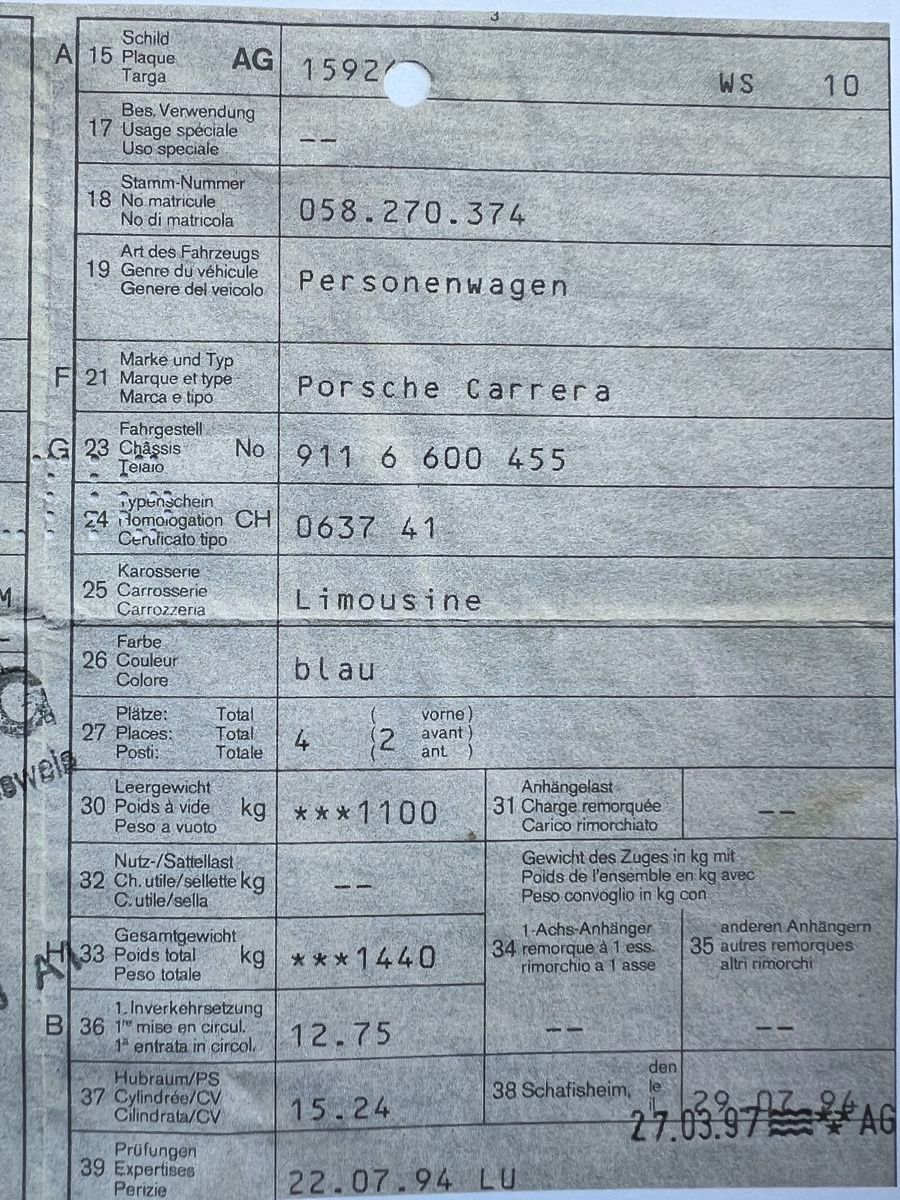 3
A 15 Schild
Plaque AG 1592 WS 10
Targa
17 Bes. Verwendung
Usage spéciale --
Uso speciale
18 Stamm-Nummer
No matricule 058.270.374
No di matricola
19 Art des Fahrzeugs
Genre du véhicule Personenwagen
Genere del veicolo
F 21 Marke und Typ
Marque et type Porsche Carrera
Marca e tipo
G 23 Fahrgestell
Châssis No 911 6 600 455
Telaio
24 Typenschein
Homologation CH 0637 41
Certificato tipo
25 Karosserie
Carrosserie Limousine
Carrozzeria
26 Farbe
Couleur blau
Colore
27 Plätze: Total ( vorne)
Places: Total 4 (2 avant)
Posti: Totale ( ant. )
30 Leergewicht
Poids à vide kg ***1100
Peso a vuoto
31 Anhängelast
Charge remorquée --
Carico rimorchiato
32 Nutz-/Sattellast
Ch. utile/sellette kg --
C. utile/sella
Gewicht des Zuges in kg mit
Poids de l'ensemble en kg avec
Peso convoglio in kg con
H 33 Gesamtgewicht
Poids total kg ***1440
Peso totale
34 1-Achs-Anhänger
remorque à 1 ess.
rimorchio a 1 asse
--
35 anderen Anhängern
autres remorques
altri rimorchi
--
B 36 1. Inverkehrsetzung
1re mise en circul. 12.75
1a entrata in circol.
37 Hubraum/PS
Cylindrée/CV 15.24
Cilindrata/CV
38 Schafisheim, den
le
il 29.07.94
27.03.97 AG
39 Prüfungen
Expertises 22.07.94 LU
Perizie